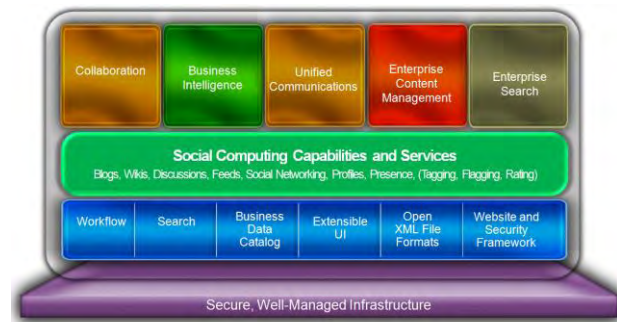 Collaboration
Business
Intelligence
Unified
Communications
Enterprise
Content
Management
Enterprise
Search
Social Computing Capabilities and Services
Blogs, Wikis, Discussions, Feeds, Social Networking, Profiles, Presence, (Tagging, Flagging, Rating)
Workflow
Search
Business
Data
Catalog
Extensible
UI
Open
XML File
Formats
Website and
Security
Framework
Secure, Well-Managed Infrastructure